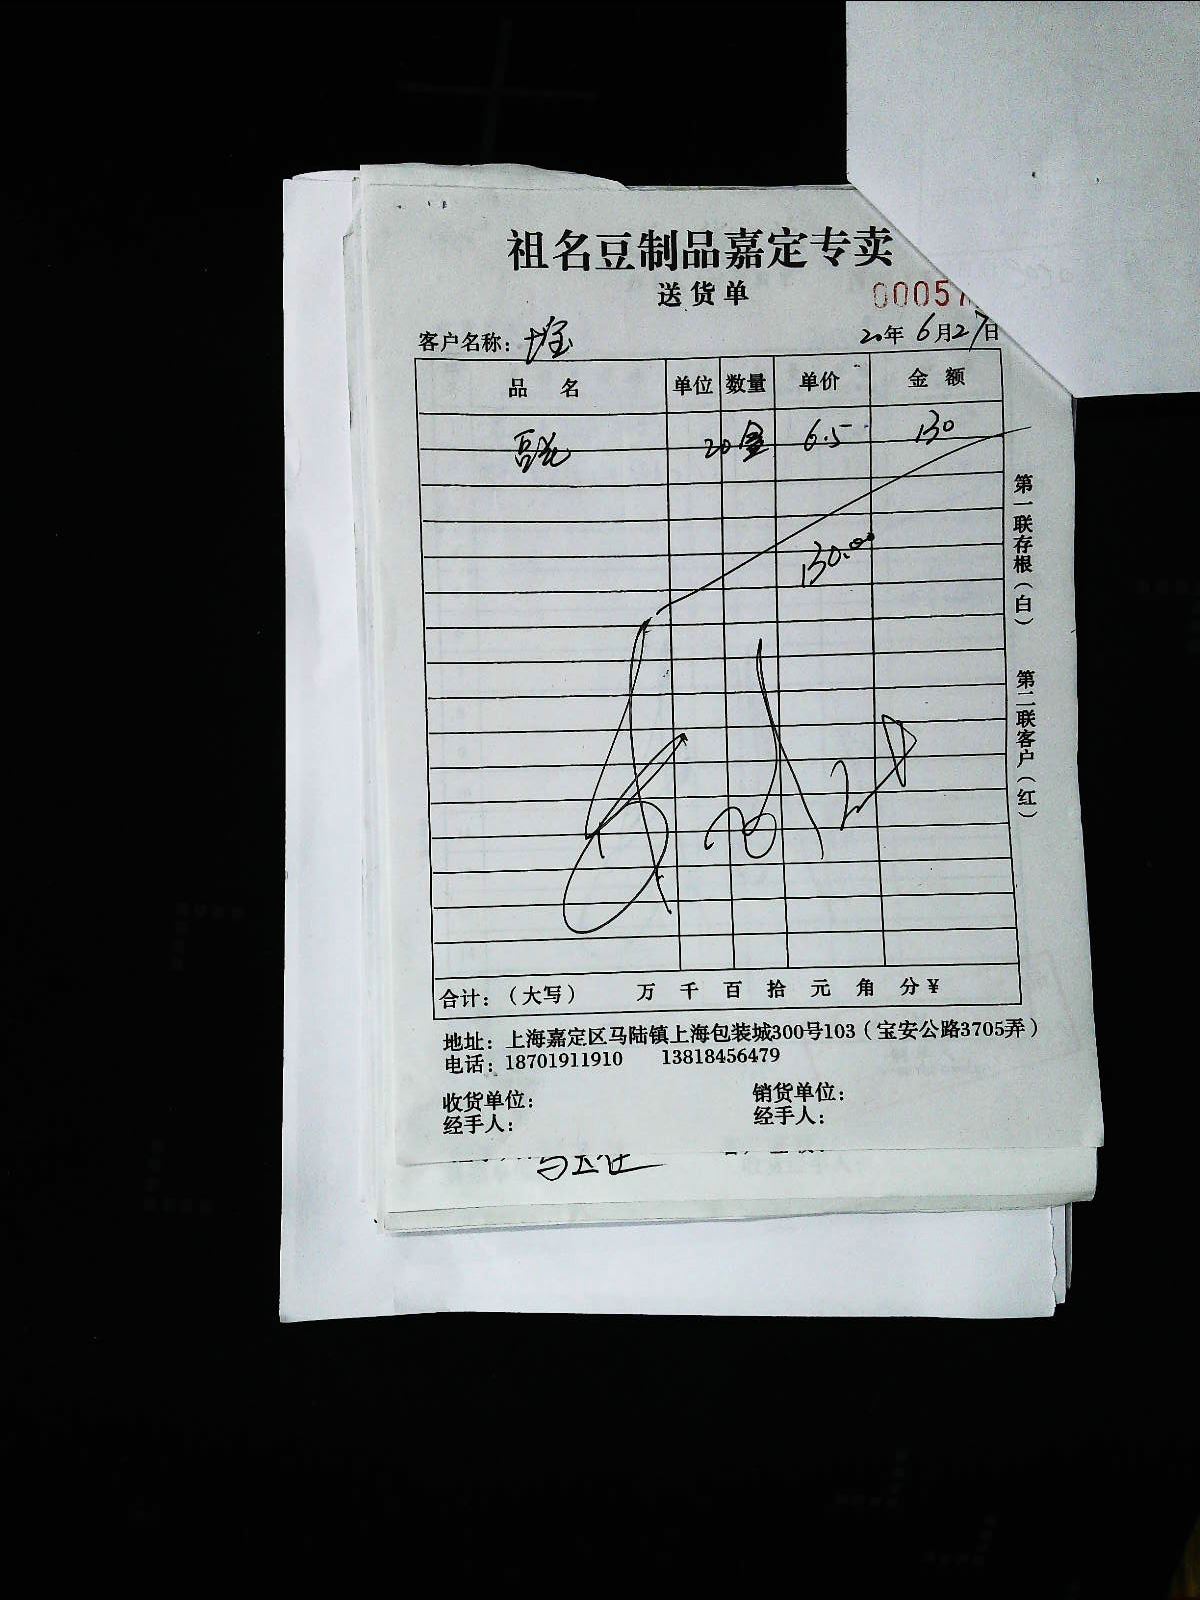 祖名豆制品嘉定专卖
送货单
0005
客户名称：
20年 6月27日
品 名 单位 数量 单价 金 额
20盒 6.5 130
130.00
第一联存根（白） 第二联客户（红）
合计：（大写） 万 千 百 拾 元 角 分 ¥
地址：上海嘉定区马陆镇上海包装城300号103（宝安公路3705弄）
电话：18701911910 13818456479
收货单位： 销货单位：
经手人： 经手人：